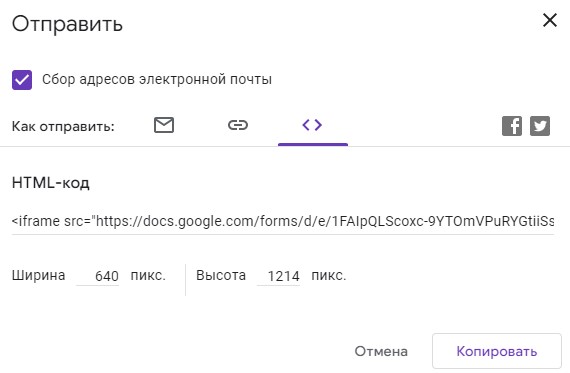 Отправить
Сбор адресов электронной почты
Как отправить:
HTML-код
<iframe src="https://docs.google.com/forms/d/e/1FAIpQLScoxc-9YTOmVPuRYGtiiSs
Ширина 640 пикс. Высота 1214 пикс.
Отмена Копировать